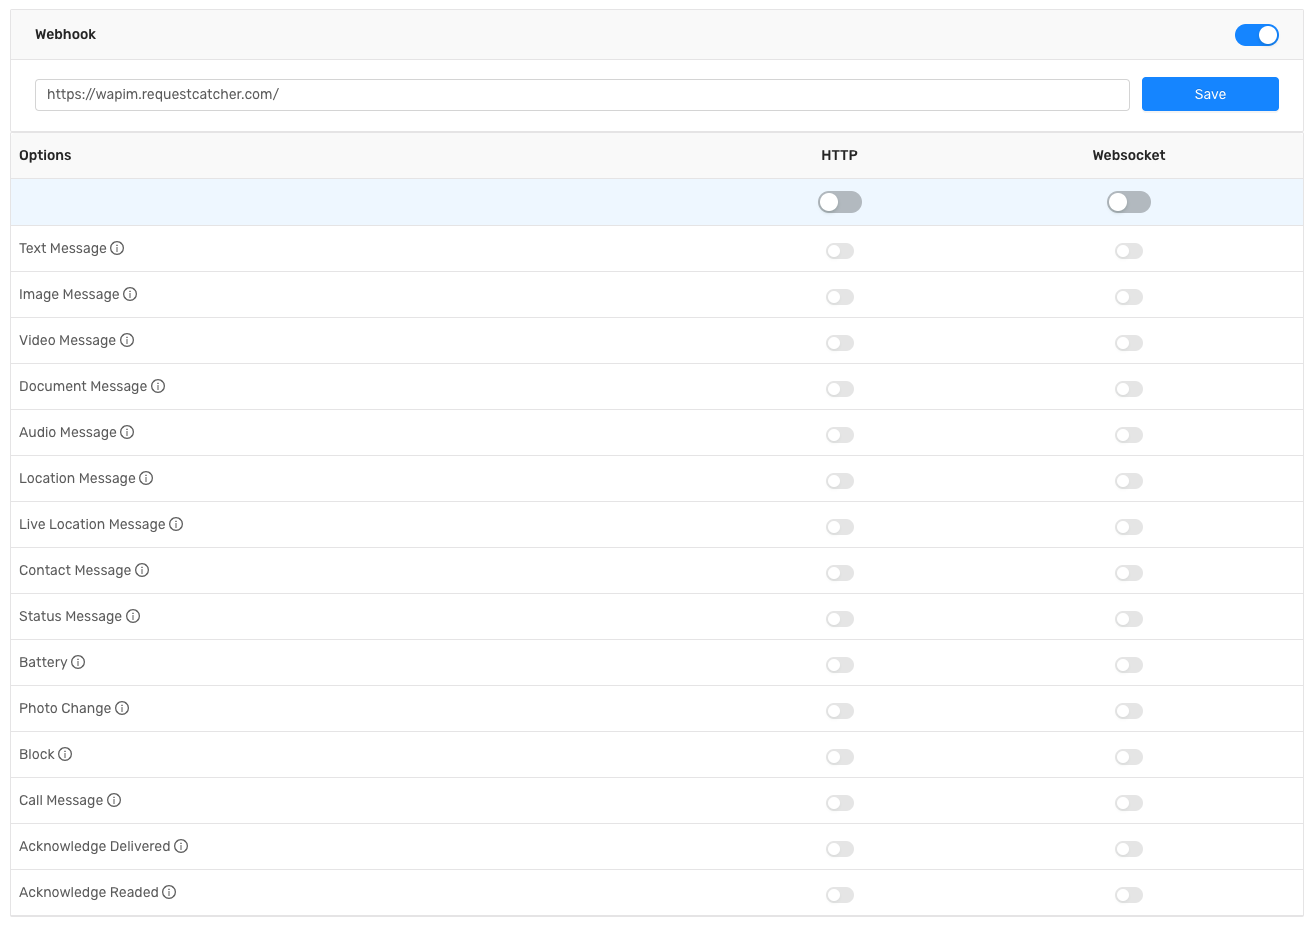 Webhook
https://wapim.requestcatcher.com/ Save
Options HTTP Websocket
Text Message
Image Message
Video Message
Document Message
Audio Message
Location Message
Live Location Message
Contact Message
Status Message
Battery
Photo Change
Block
Call Message
Acknowledge Delivered
Acknowledge Readed